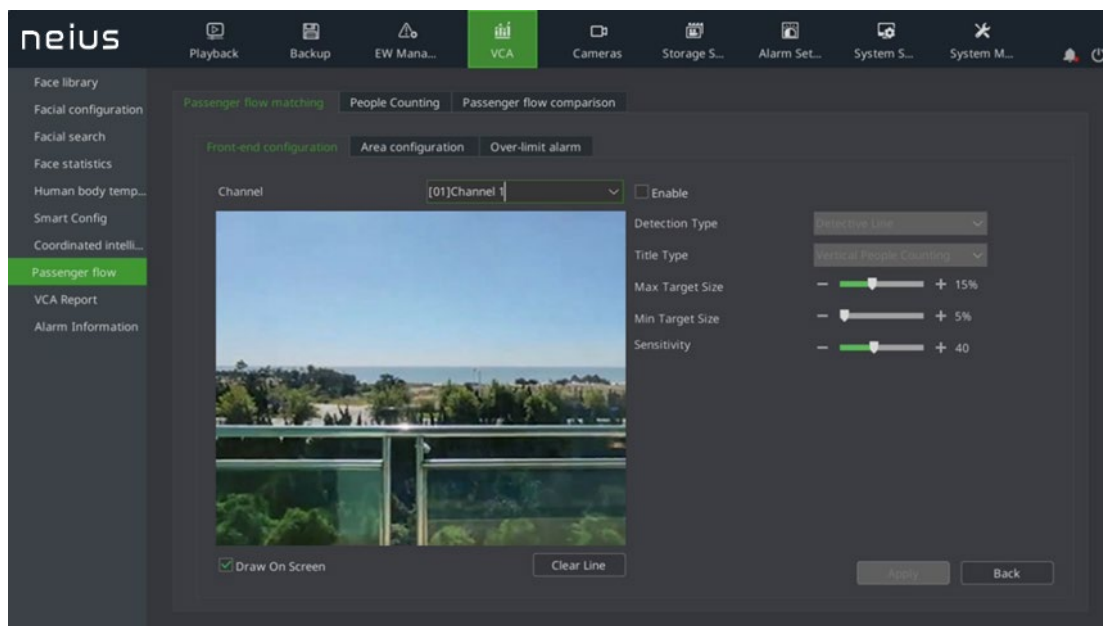 neius
Playback
Backup
EW Mana...
VCA
Cameras
Storage S...
Alarm Set...
System S...
System M...
Face library
Facial configuration
Facial search
Face statistics
Human body temp...
Smart Config
Coordinated intelli...
Passenger flow
VCA Report
Alarm Information
Passenger flow matching
People Counting
Passenger flow comparison
Front-end configuration
Area configuration
Over-limit alarm
Channel
[01]Channel 1
Enable
Detection Type
Detective Line
Title Type
Vertical People Counting
Max Target Size
15%
Min Target Size
5%
Sensitivity
40
Draw On Screen
Clear Line
Apply
Back